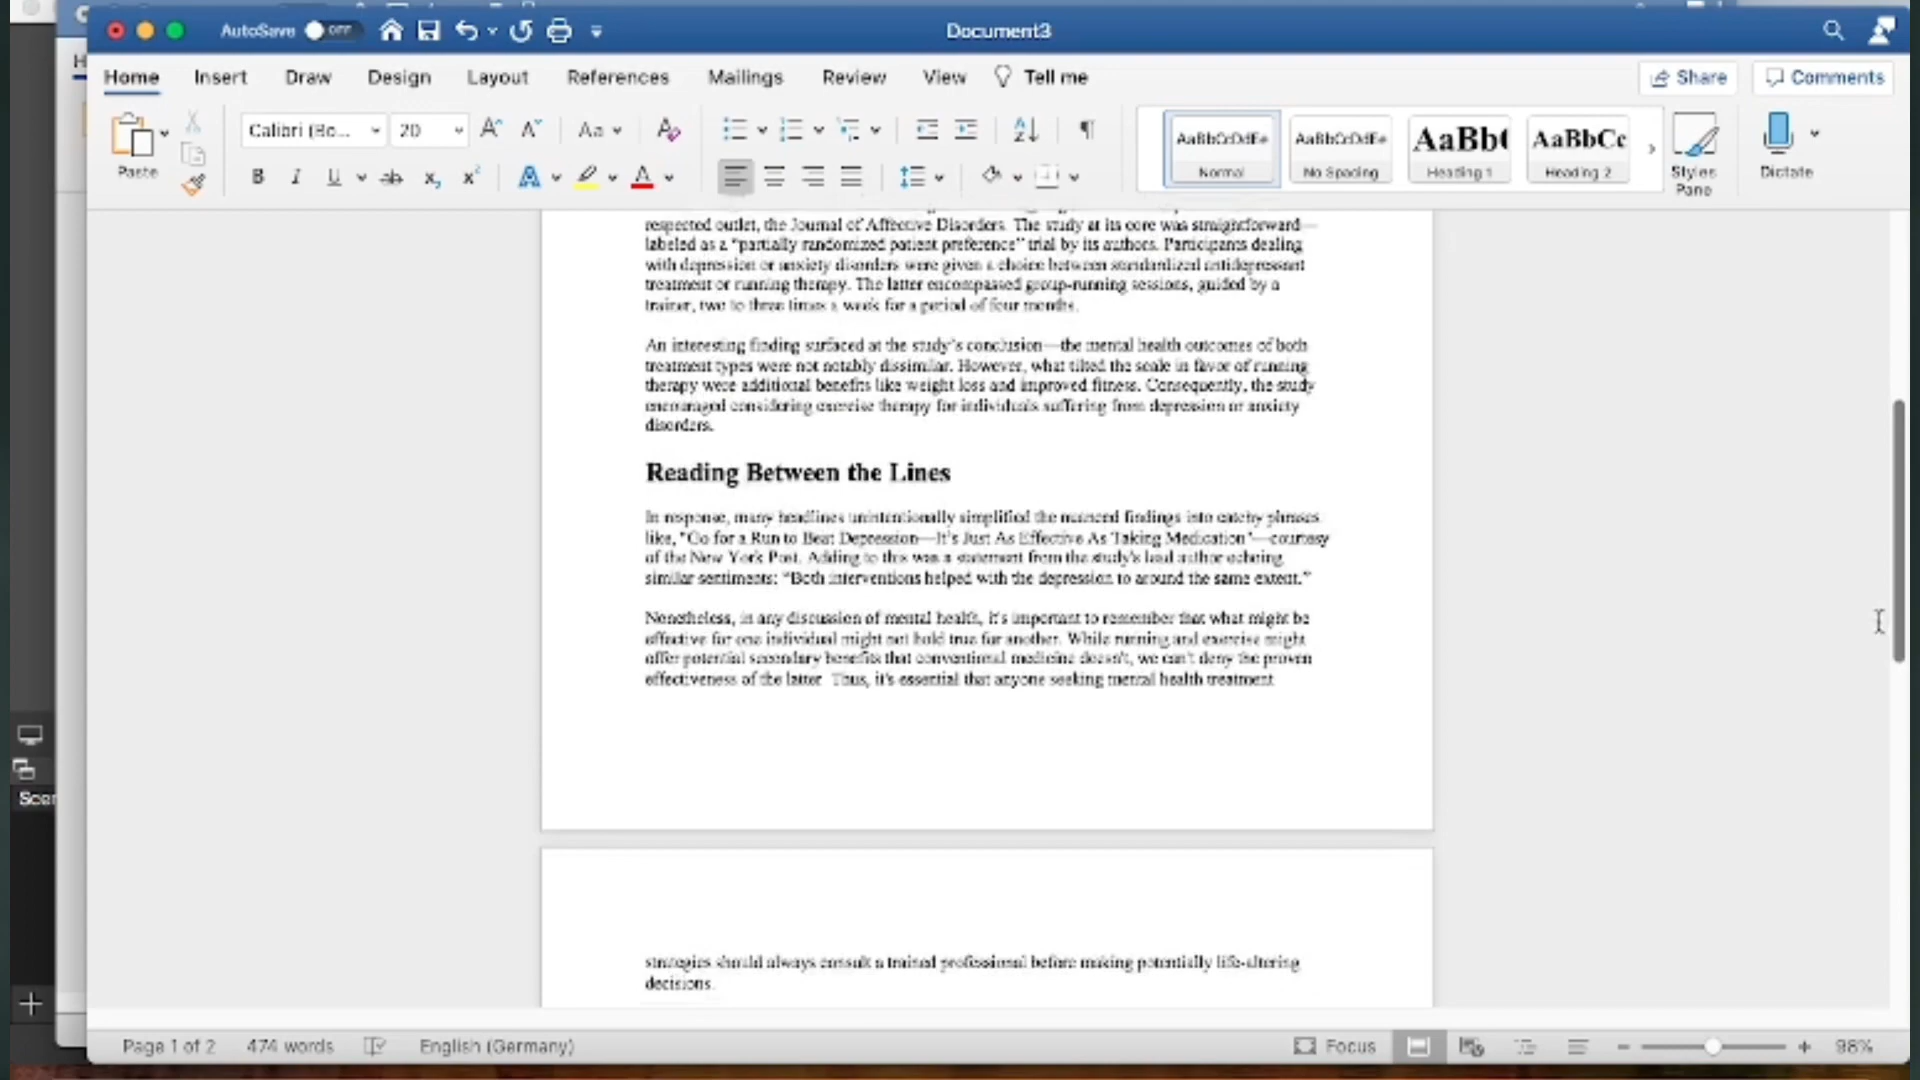 AutoSave OFF
Document3
Home Insert Draw Design Layout References Mailings Review View Tell me
Share Comments
Paste
Calibri (Bo... 20
AaBbCcDdEe AaBbCcDdEe AaBb( AaBbCc
Normal No Spacing Heading 1 Heading 2
Styles Pane
Dictate
respected outlet, the Journal of Affective Disorders. The study at its core was straightforward—
labeled as a “partially randomized patient preference” trial by its authors. Participants dealing
with depression or anxiety disorders were given a choice between standardized antidepressant
treatment or running therapy. The latter encompassed group-running sessions, guided by a
trainer, two to three times a week for a period of four months.
An interesting finding surfaced at the study’s conclusion—the mental health outcomes of both
treatment types were not notably dissimilar. However, what tilted the scale in favor of running
therapy were additional benefits like weight loss and improved fitness. Consequently, the study
encouraged considering exercise therapy for individuals suffering from depression or anxiety
disorders.
Reading Between the Lines
In response, many headlines unintentionally simplified the nuanced findings into catchy phrases
like, “Go for a Run to Beat Depression—It’s Just As Effective As Taking Medication”—courtesy
of the New York Post. Adding to this was a statement from the study’s lead author echoing
similar sentiments: “Both interventions helped with the depression to around the same extent.”
Nonetheless, in any discussion of mental health, it’s important to remember that what might be
effective for one individual might not hold true for another. While running and exercise might
offer potential secondary benefits that conventional medicine doesn’t, we can’t deny the proven
effectiveness of the latter. Thus, it’s essential that anyone seeking mental health treatment
strategies should always consult a trained professional before making potentially life-altering
decisions.
Scen
Page 1 of 2 474 words English (Germany) Focus 98%